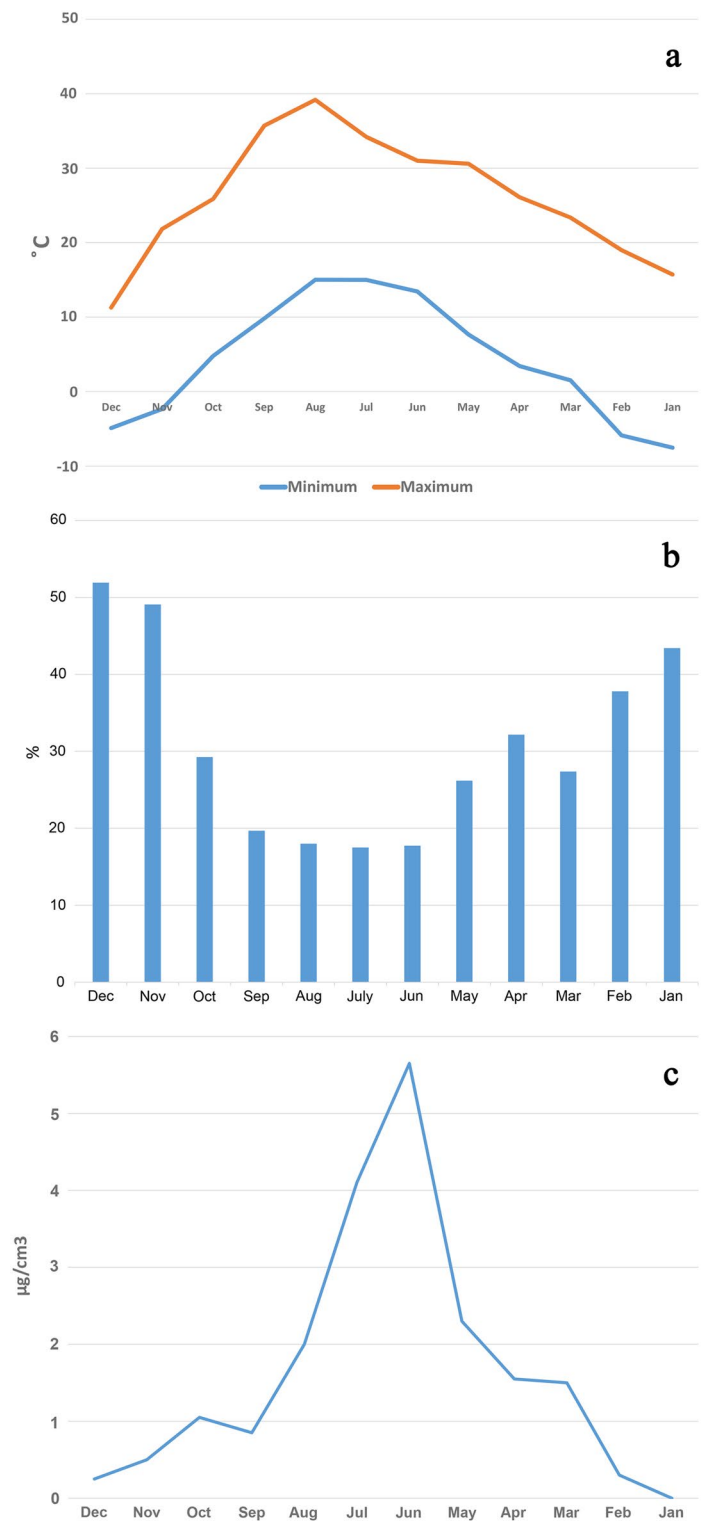 50
a
40
30
°C
20
10
0
Dec Nov Oct Sep Aug Jul Jun May Apr Mar Feb Jan
-10
Minimum Maximum
60
b
50
40
%
30
20
10
0
Dec Nov Oct Sep Aug July Jun May Apr Mar Feb Jan
6
c
5
4
µg/cm3
3
2
1
0
Dec Nov Oct Sep Aug Jul Jun May Apr Mar Feb Jan